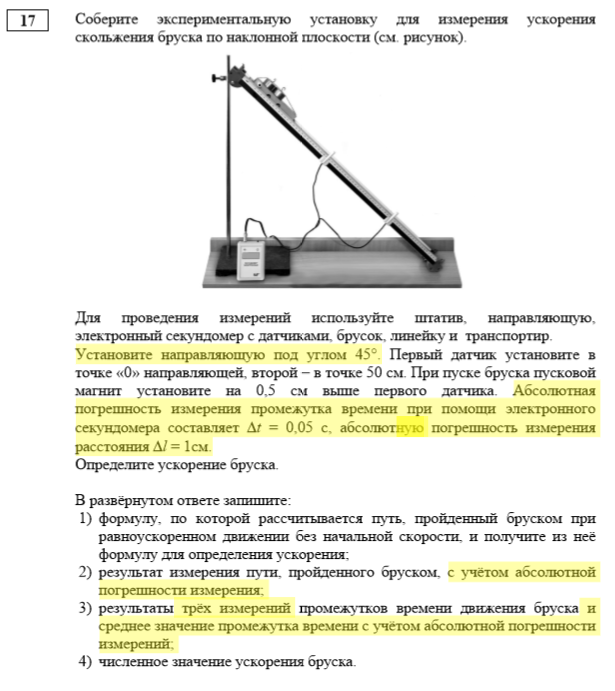 17
Соберите экспериментальную установку для измерения ускорения
скольжения бруска по наклонной плоскости (см. рисунок).
Для проведения измерений используйте штатив, направляющую,
электронный секундомер с датчиками, брусок, линейку и транспортир.
Установите направляющую под углом 45°. Первый датчик установите в
точке «0» направляющей, второй – в точке 50 см. При пуске бруска пусковой
магнит установите на 0,5 см выше первого датчика. Абсолютная
погрешность измерения промежутка времени при помощи электронного
секундомера составляет Δt = 0,05 с, абсолютную погрешность измерения
расстояния Δl = 1см.
Определите ускорение бруска.
В развёрнутом ответе запишите:
1) формулу, по которой рассчитывается путь, пройденный бруском при
равноускоренном движении без начальной скорости, и получите из неё
формулу для определения ускорения;
2) результат измерения пути, пройденного бруском, с учётом абсолютной
погрешности измерения;
3) результаты трёх измерений промежутков времени движения бруска и
среднее значение промежутка времени с учётом абсолютной погрешности
измерений;
4) численное значение ускорения бруска.